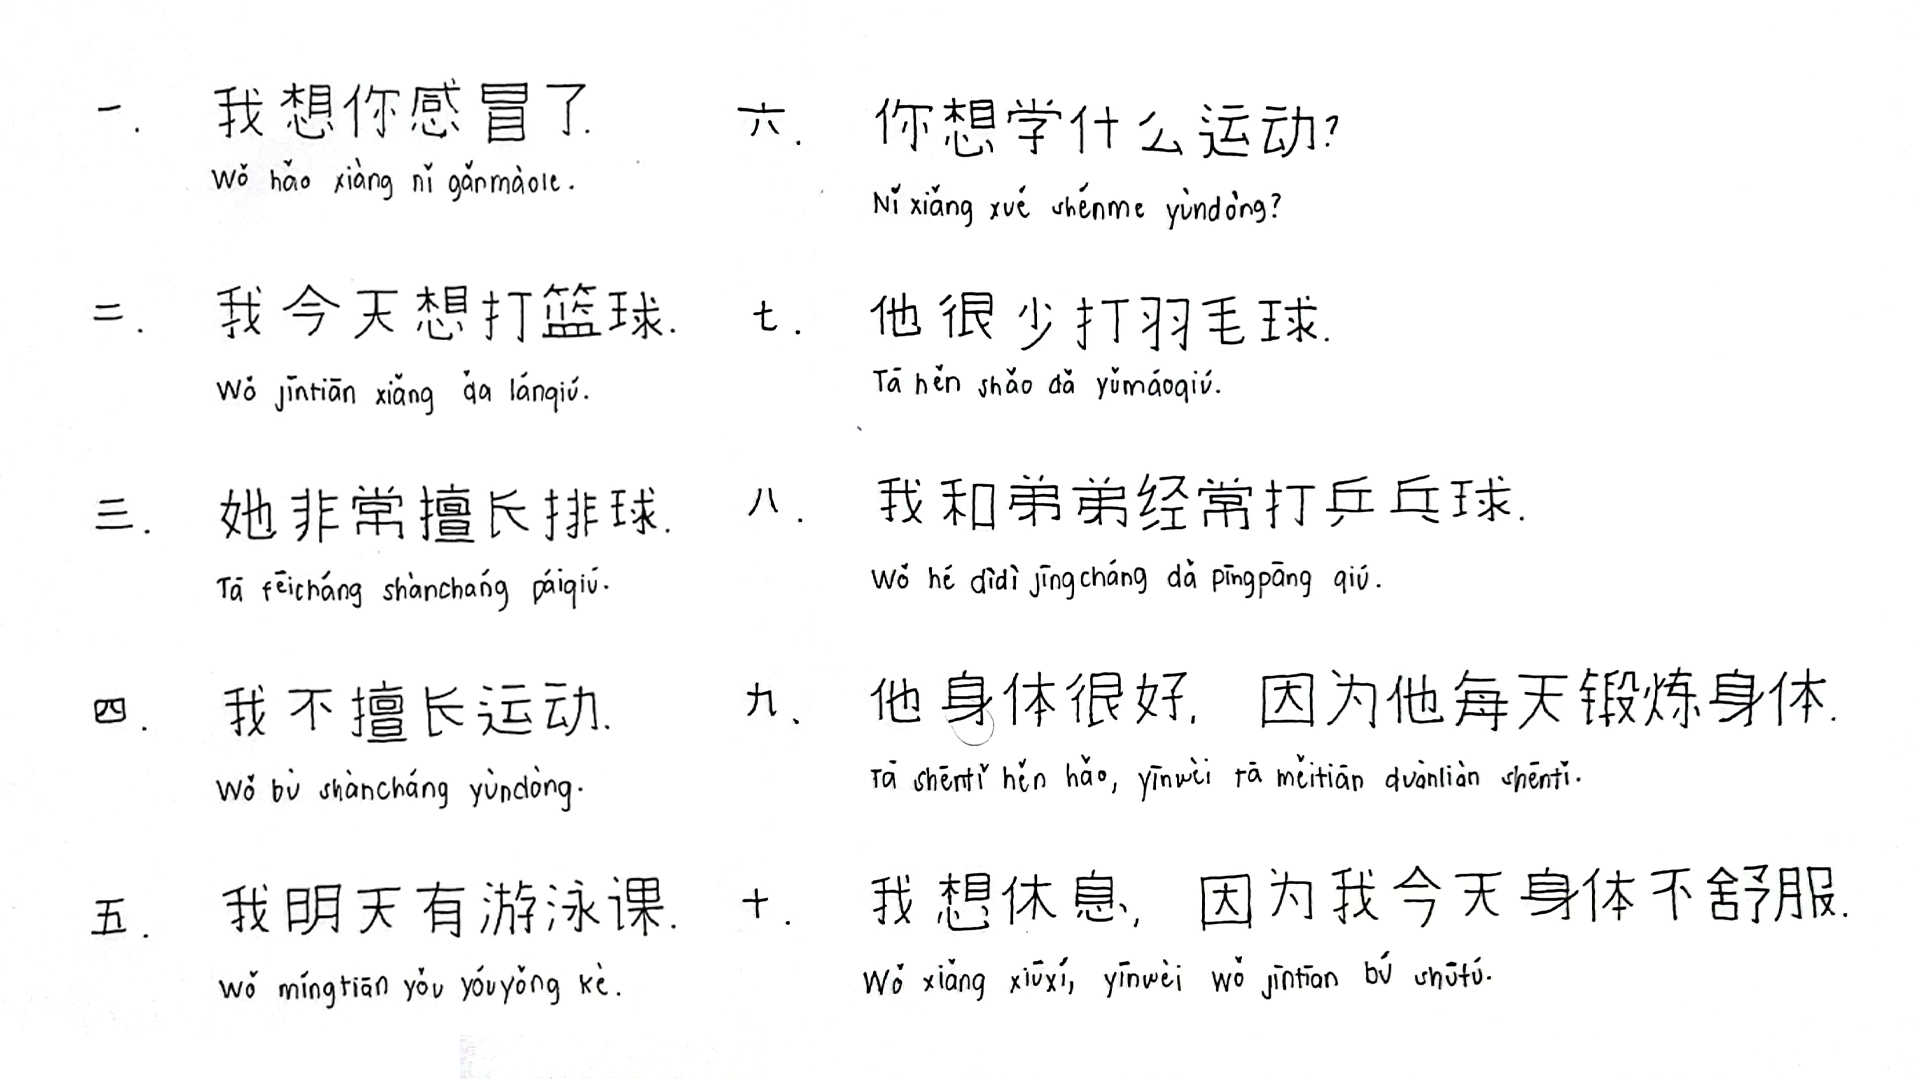 一. 我想你感冒了.
Wǒ hǎo xiàng nǐ gǎnmàole.
二. 我今天想打篮球.
Wǒ jīntiān xiǎng ďa lánqiú.
三. 她非常擅长排球.
Tā fēicháng shànchańg páiqiú.
四. 我不擅长运动.
Wǒ bù shàncháng yùndòng.
五. 我明天有游泳课.
Wǒ míngtiān yǒu yóuyǒng kè.
六. 你想学什么运动?
Nǐ xiǎng xué shénme yùndòng?
七. 他很少打羽毛球.
Tā hěn shǎo dǎ yǔmáoqiú.
八. 我和弟弟经常打乒乓球.
Wǒ hé dìdì jīngcháng dǎ pīngpāng qiú.
九、 他身体很好, 因为他每天锻炼身体.
Tā shēntǐ hěn hǎo, yīnwèi tā měitiān duànliàn shēntǐ.
十. 我想休息, 因为我今天身体不舒服.
Wǒ xiǎng xiūxí, yīnwèi wǒ jīntiān bú shūfú.